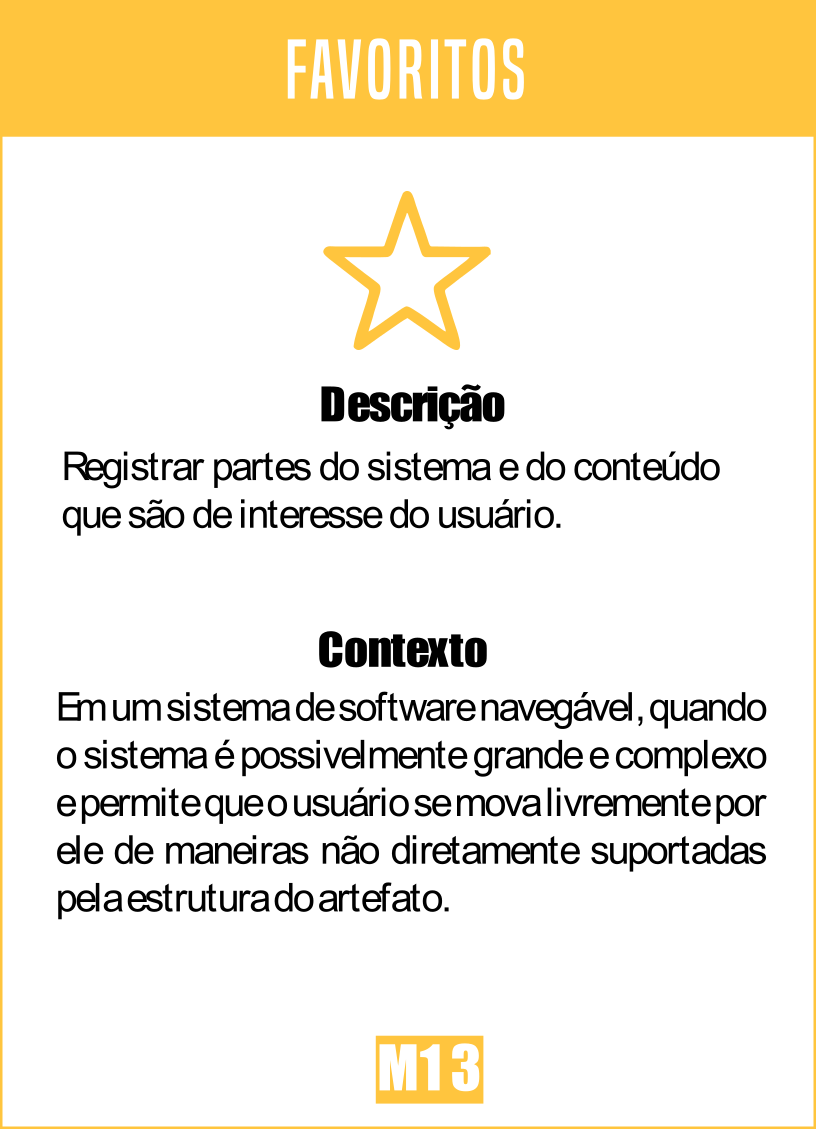 FAVORITOS
Descrição
Registrar partes do sistema e do conteúdo
que são de interesse do usuário.
Contexto
Em um sistema de software navegável, quando
o sistema é possivelmente grande e complexo
e permite que o usuário se mova livremente por
ele de maneiras não diretamente suportadas
pela estrutura do artefato.
M13